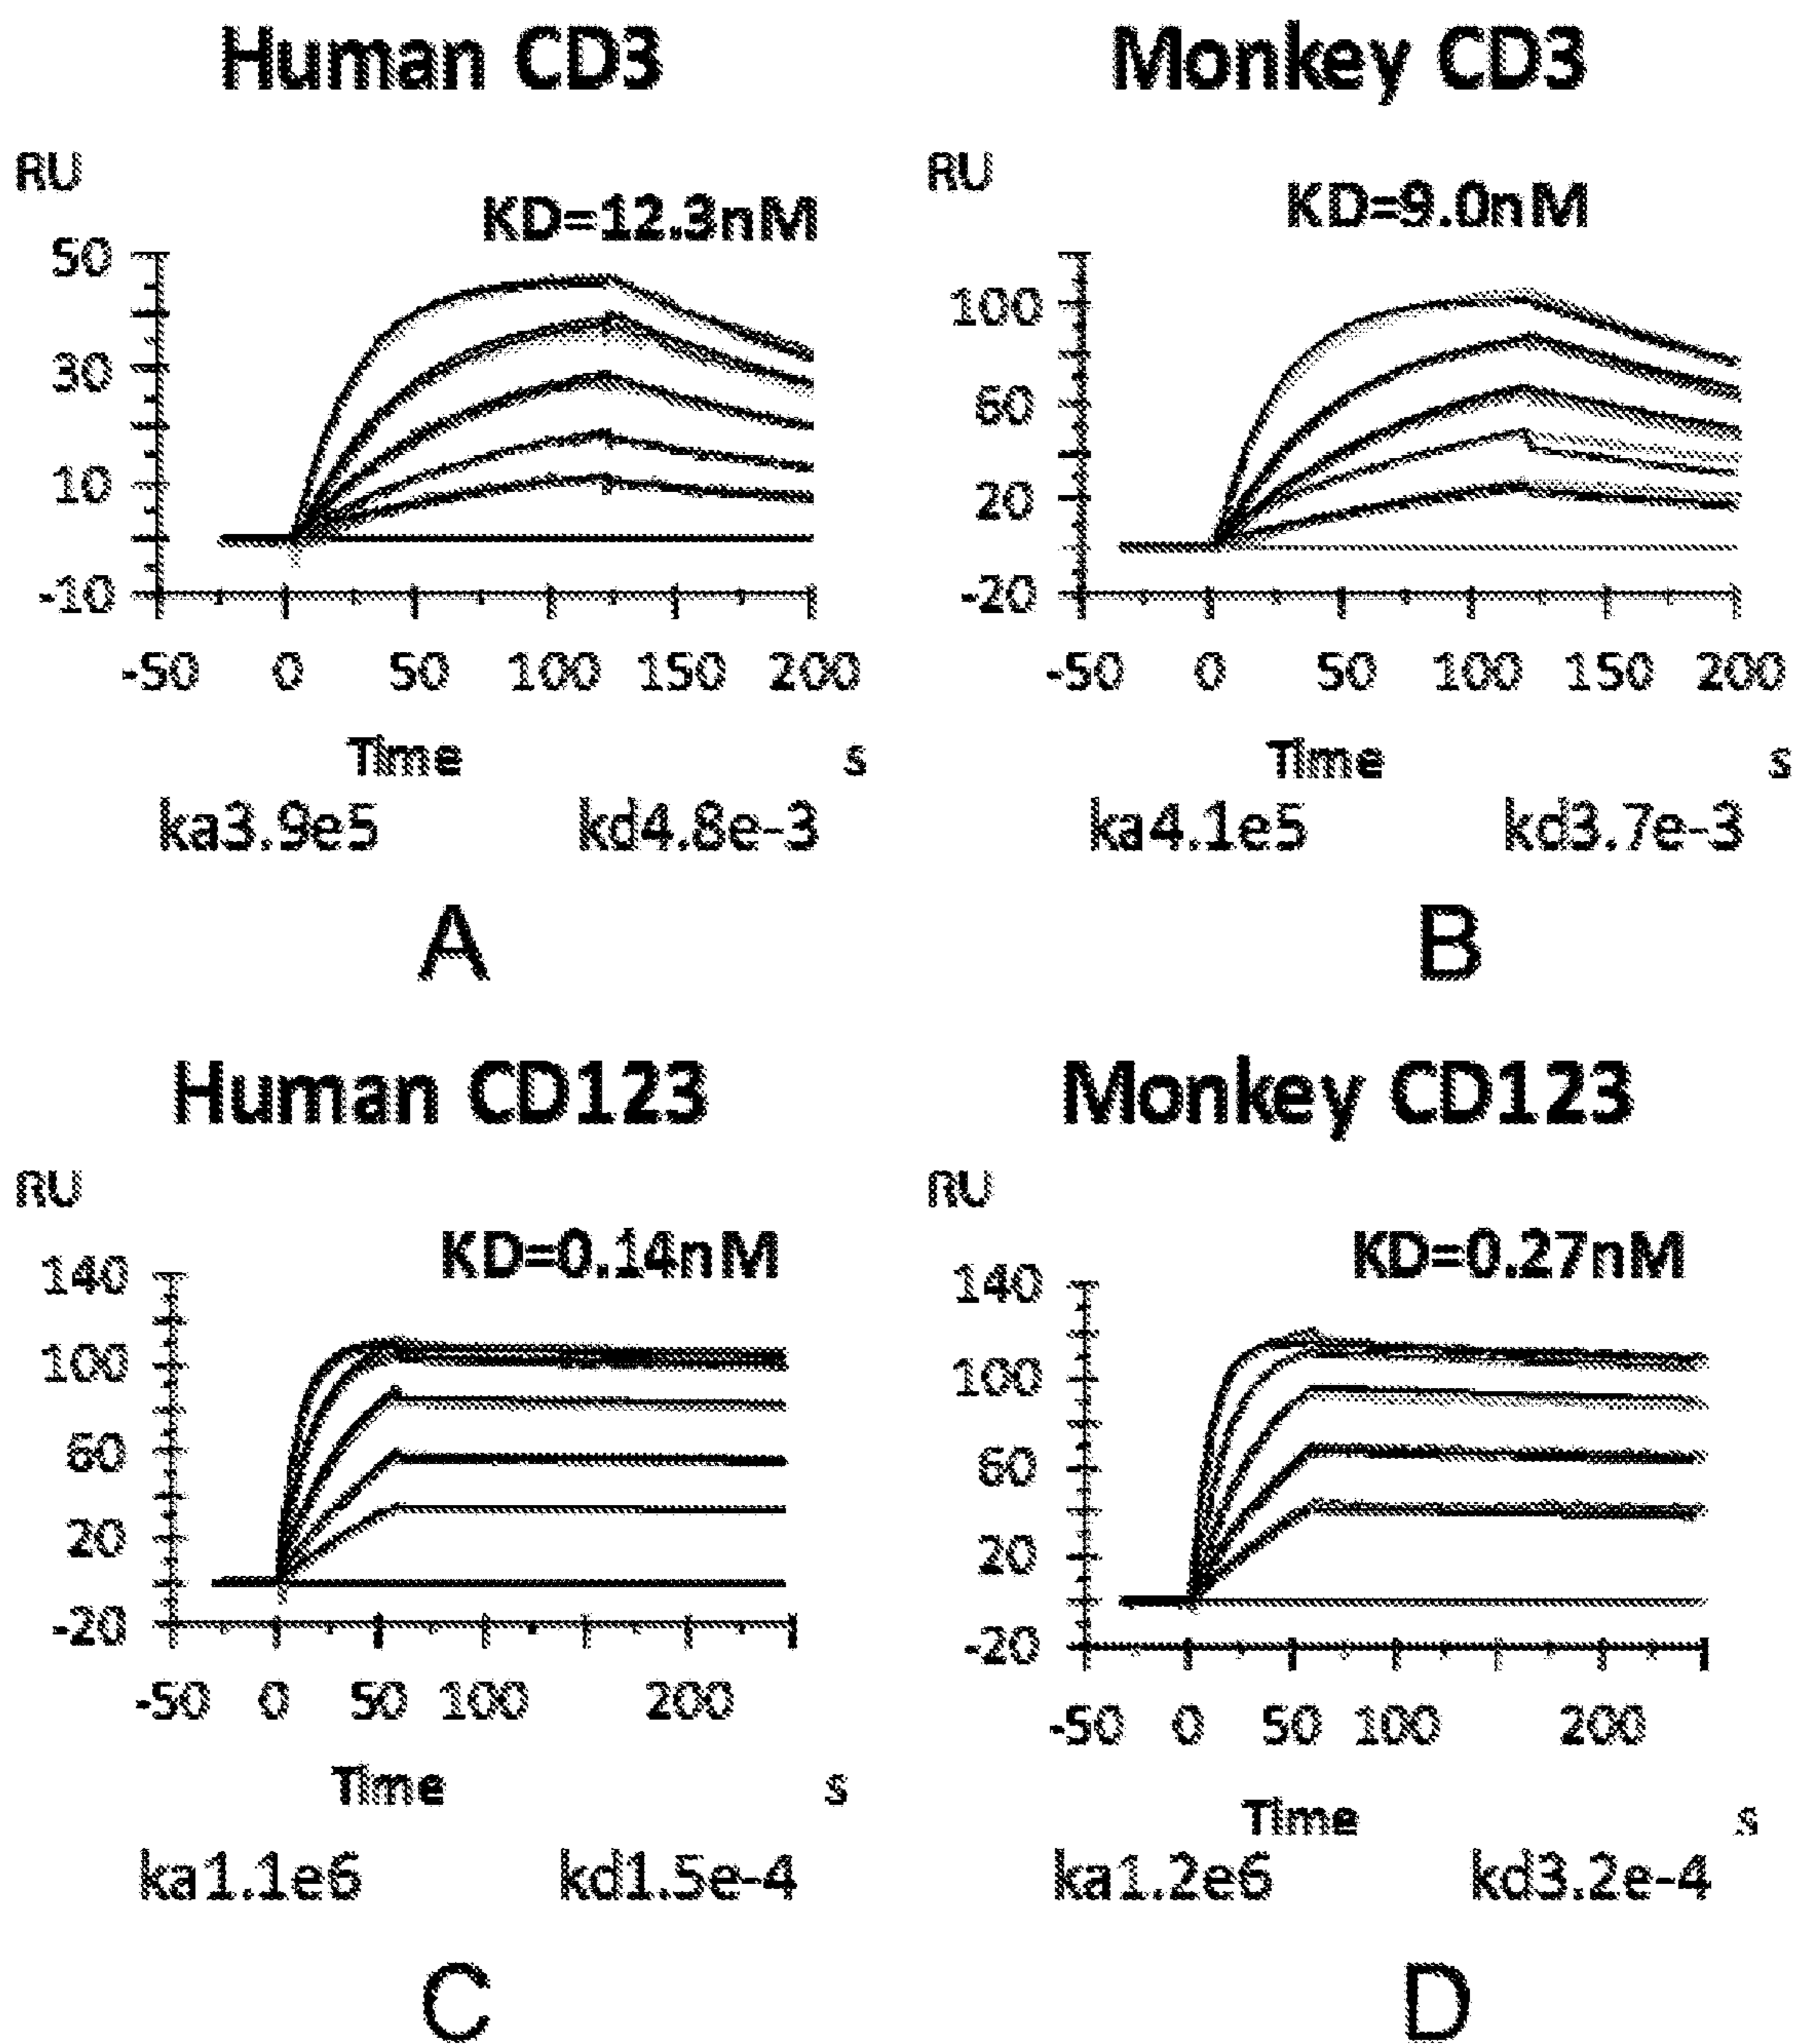 Human CD3
RU
KD=12.3nM
50
30
10
-10
-50 0 50 100 150 200
Time s
ka3.9e5 kd4.8e-3
A
Monkey CD3
RU
KD=9.0nM
100
60
20
-20
-50 0 50 100 150 200
Time s
ka4.1e5 kd3.7e-3
B
Human CD123
RU
KD=0.14nM
140
100
60
20
-20
-50 0 50 100 200
Time s
ka1.1e6 kd1.5e-4
C
Monkey CD123
RU
KD=0.27nM
140
100
60
20
-20
-50 0 50 100 200
Time s
ka1.2e6 kd3.2e-4
D